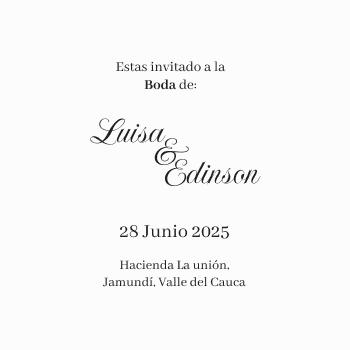 Estas invitado a la
Boda de:
Luisa
&
Edinson
28 Junio 2025
Hacienda La unión,
Jamundí, Valle del Cauca